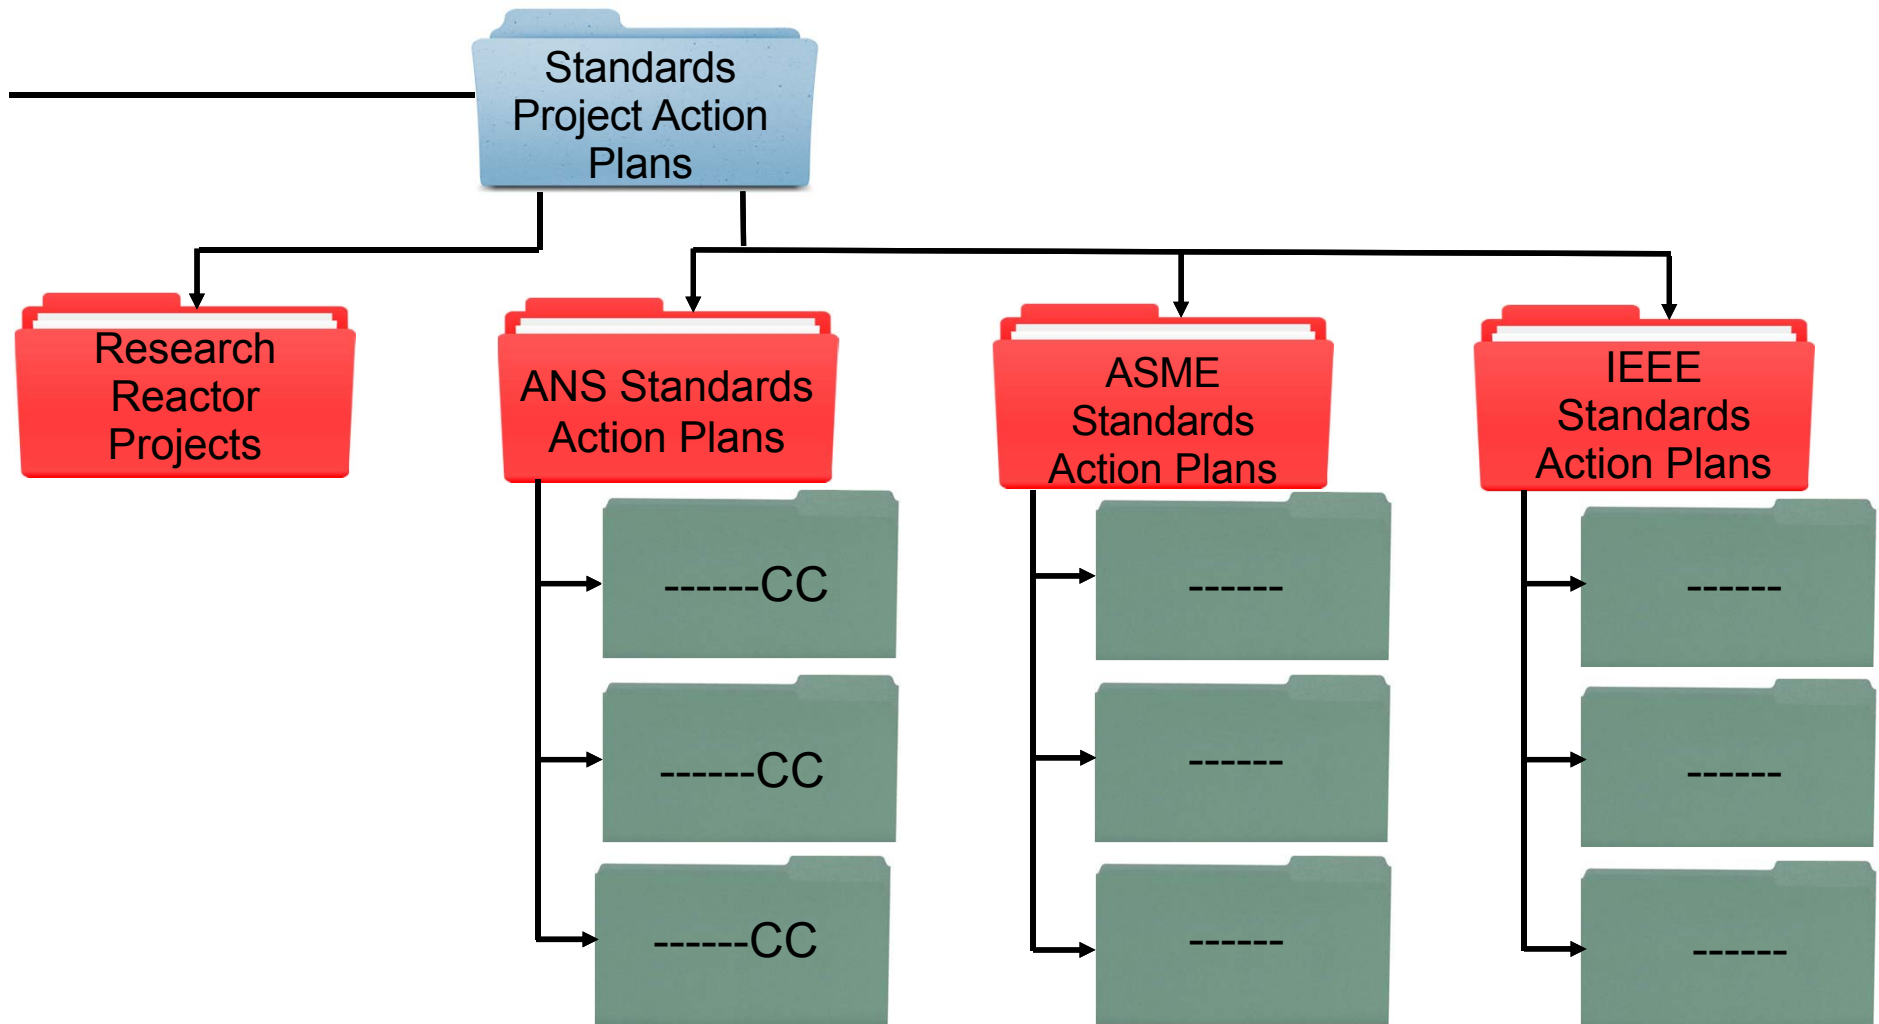 Standards
Project Action
Plans
Research
Reactor
Projects
ANS Standards
Action Plans
ASME
Standards
Action Plans
IEEE
Standards
Action Plans
------CC
------
------
------CC
------
------
------CC
------
------